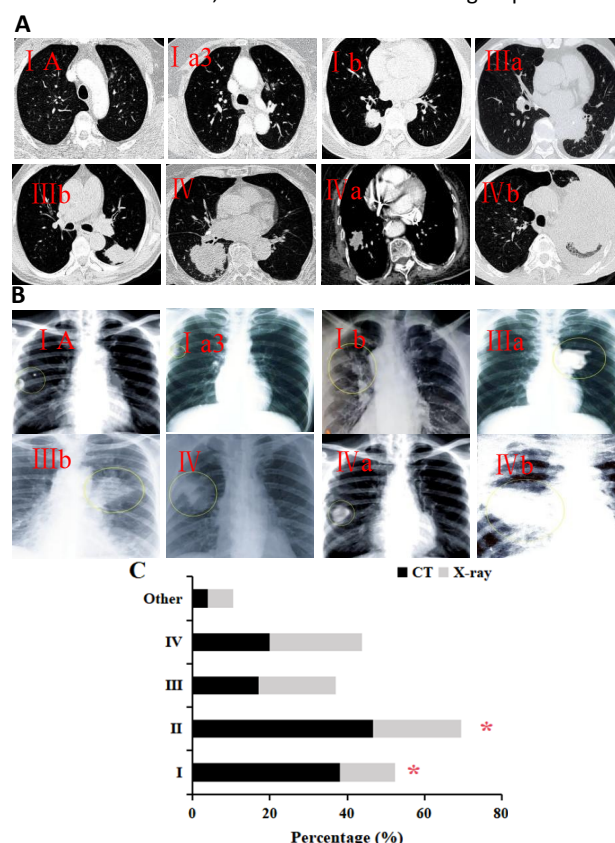 A
I A
I a3
I b
IIIa
IIIb
IV
IVa
IVb
B
I A
I a3
I b
IIIa
IIIb
IV
IVa
IVb
C
CT X-ray
Other
IV
III
II *
I *
0 20 40 60 80
Percentage (%)